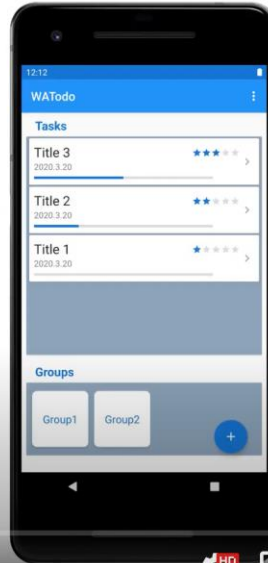 12:12
WATodo
Tasks
Title 3
2020.3.20
Title 2
2020.3.20
Title 1
2020.3.20
Groups
Group1
Group2
+
HD